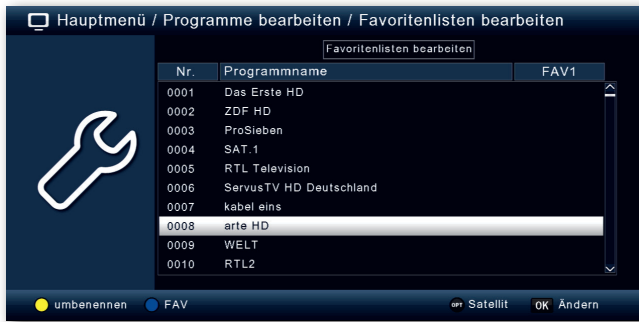 Hauptmenü / Programme bearbeiten / Favoritenlisten bearbeiten
Favoritenlisten bearbeiten
Nr. Programmname FAV1
0001 Das Erste HD
0002 ZDF HD
0003 ProSieben
0004 SAT.1
0005 RTL Television
0006 ServusTV HD Deutschland
0007 kabel eins
0008 arte HD
0009 WELT
0010 RTL2
umbenennen FAV OPT Satellit OK Ändern